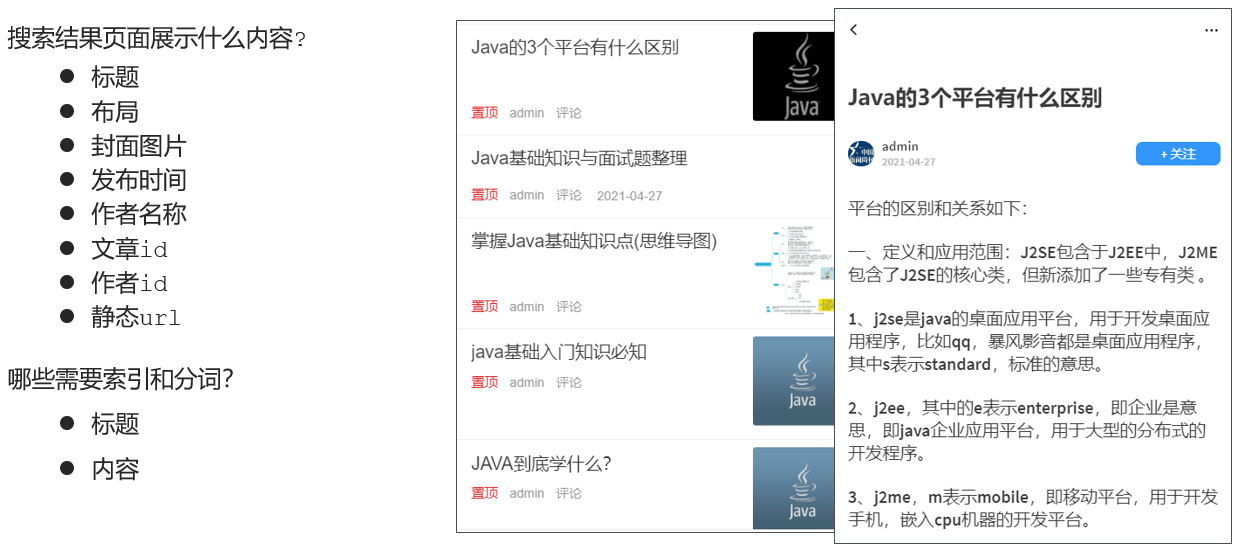 搜索结果页面展示什么内容?
● 标题
● 布局
● 封面图片
● 发布时间
● 作者名称
● 文章id
● 作者id
● 静态url
哪些需要索引和分词?
● 标题
● 内容
Java的3个平台有什么区别
置顶 admin 评论
Java
Java基础知识与面试题整理
置顶 admin 评论 2021-04-27
掌握Java基础知识点(思维导图)
置顶 admin 评论
java基础入门知识必知
置顶 admin 评论
Java
JAVA到底学什么?
置顶 admin 评论
Java
Java的3个平台有什么区别
admin
2021-04-27
+ 关注
平台的区别和关系如下:
一、定义和应用范围: J2SE包含于J2EE中, J2ME
包含了J2SE的核心类, 但新添加了一些专有类 。
1、j2se是java的桌面应用平台, 用于开发桌面应
用程序, 比如qq, 暴风影音都是桌面应用程序,
其中s表示standard, 标准的意思。
2、j2ee, 其中的e表示enterprise, 即企业是意
思, 即java企业应用平台, 用于大型的分布式的
开发程序。
3、j2me, m表示mobile, 即移动平台, 用于开发
手机, 嵌入cpu机器的开发平台。